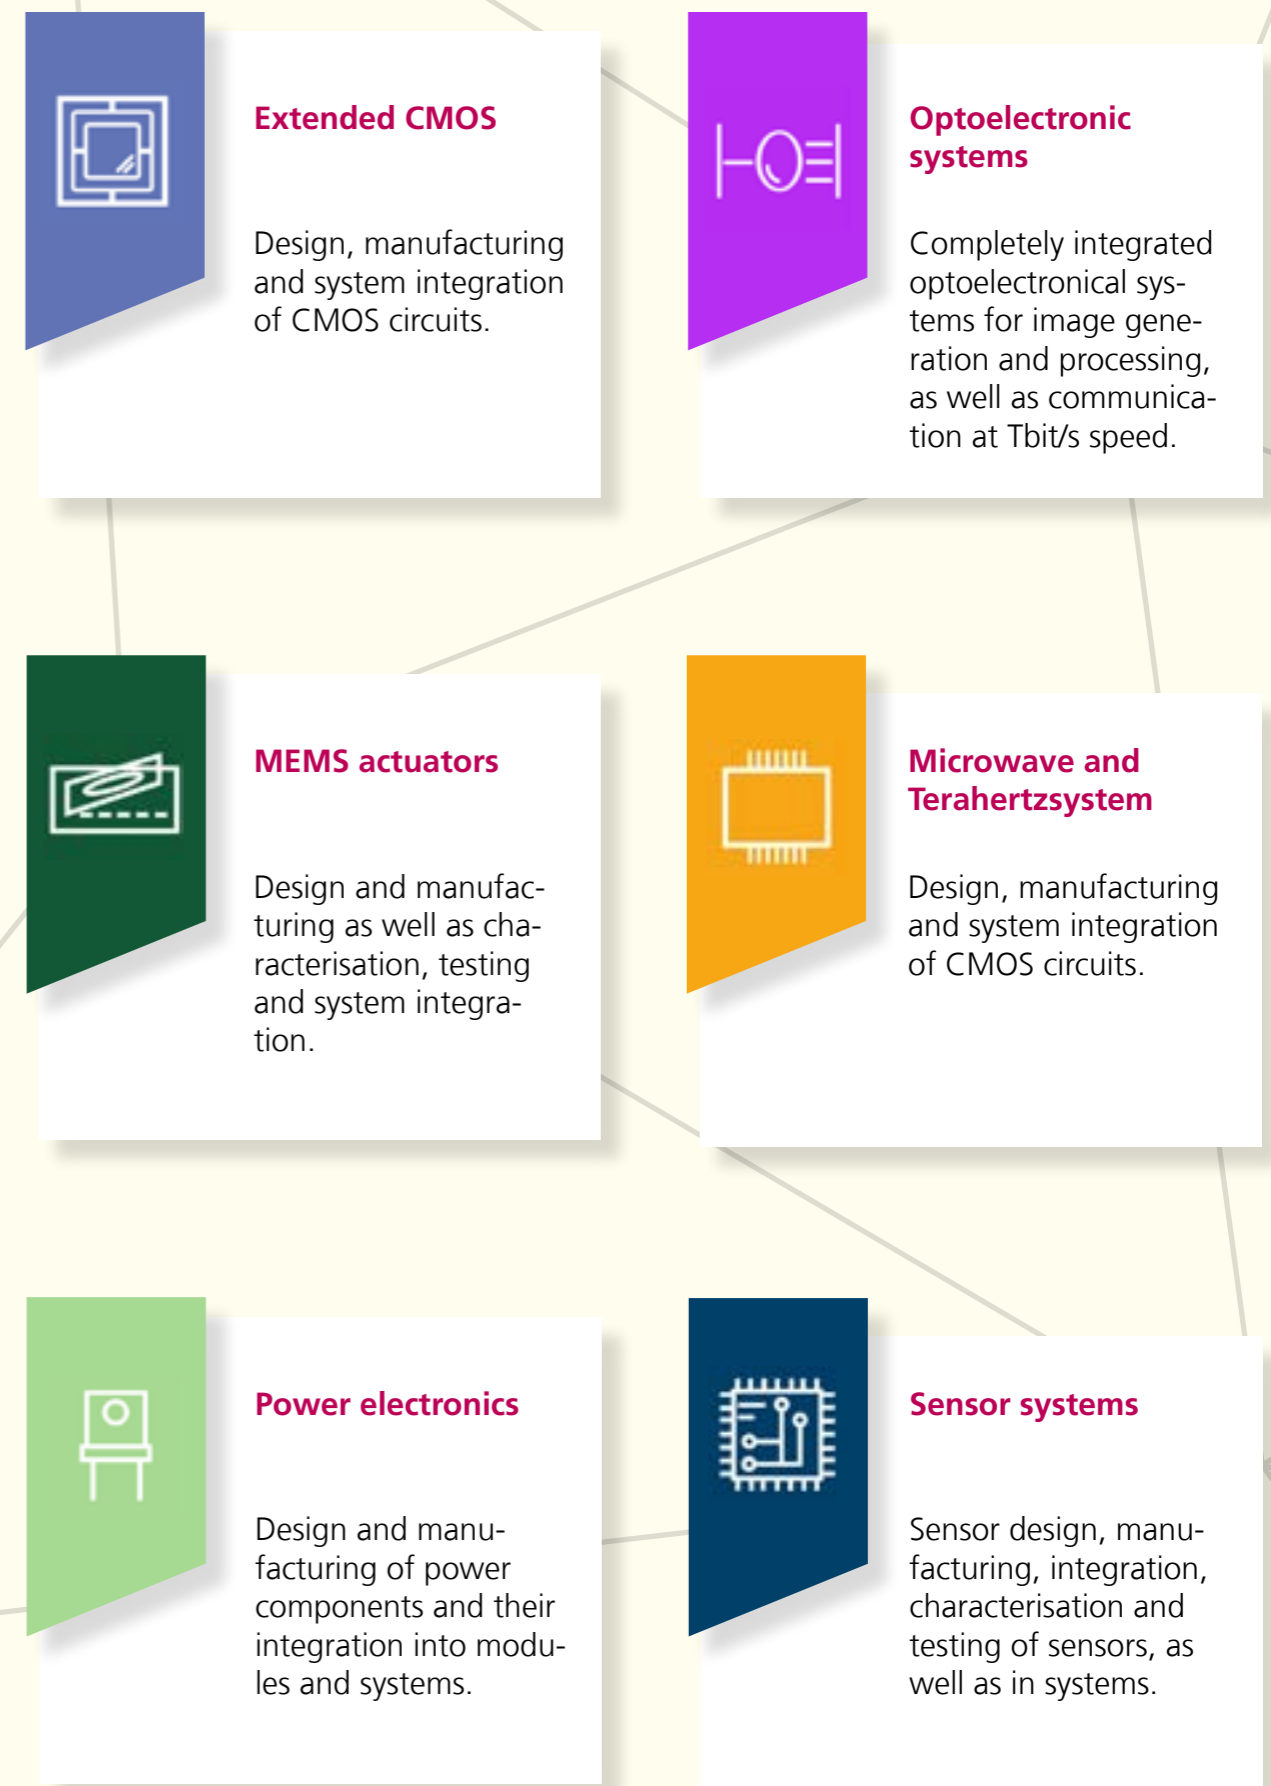 Extended CMOS
Design, manufacturing
and system integration
of CMOS circuits.
Optoelectronic
systems
Completely integrated
optoelectronical sys-
tems for image gene-
ration and processing,
as well as communica-
tion at Tbit/s speed.
MEMS actuators
Design and manufac-
turing as well as cha-
racterisation, testing
and system integra-
tion.
Microwave and
Terahertzsystem
Design, manufacturing
and system integration
of CMOS circuits.
Power electronics
Design and manu-
facturing of power
components and their
integration into modu-
les and systems.
Sensor systems
Sensor design, manu-
facturing, integration,
characterisation and
testing of sensors, as
well as in systems.